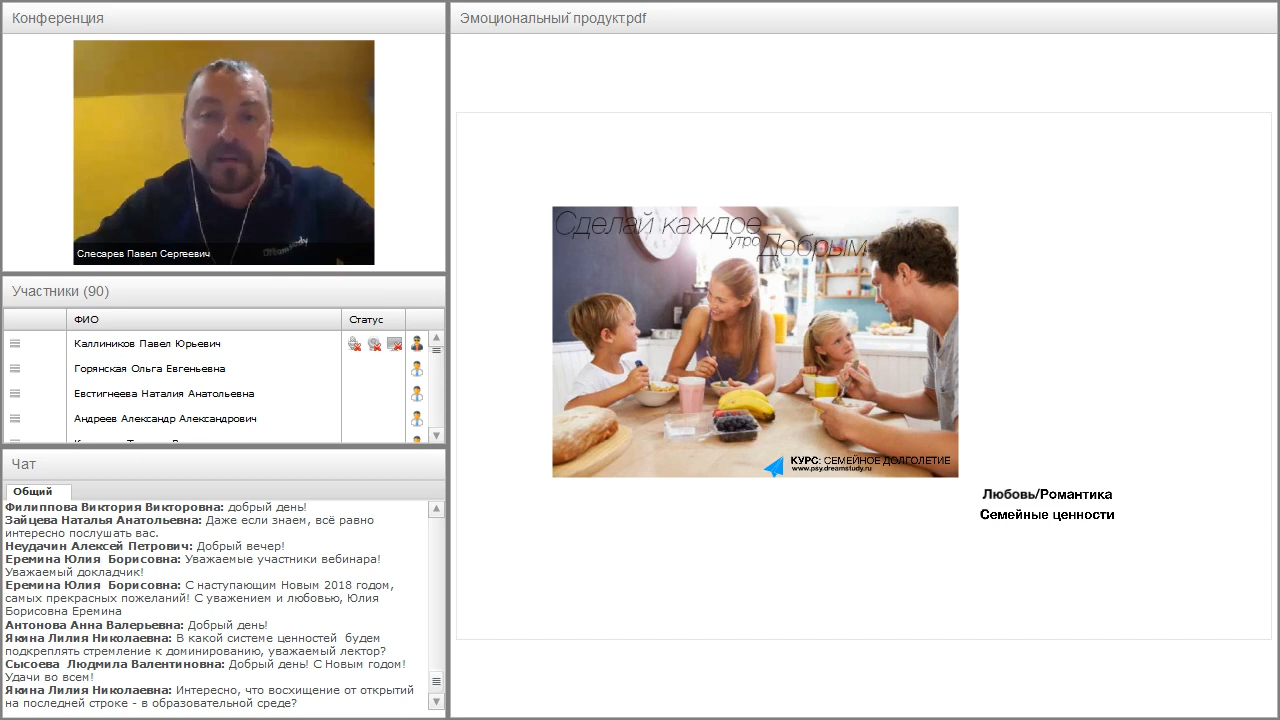 Конференция
Слесарев Павел Сергеевич
Dreamstudy
Участники (90)
ФИО
Статус
Каллиников Павел Юрьевич
Горянская Ольга Евгеньевна
Евстигнеева Наталия Анатольевна
Андреев Александр Александрович
Чат
Общий
Филиппова Виктория Викторовна: добрый день!
Зайцева Наталья Анатольевна: Даже если знаем, всё равно
интересно послушать вас.
Неудачин Алексей Петрович: Добрый вечер!
Еремина Юлия Борисовна: Уважаемые участники вебинара!
Уважаемый докладчик!
Еремина Юлия Борисовна: С наступающим Новым 2018 годом,
самых прекрасных пожеланий! С уважением и любовью, Юлия
Борисовна Еремина
Антонова Анна Валерьевна: Добрый день!
Якина Лилия Николаевна: В какой системе ценностей будем
подкреплять стремление к доминированию, уважаемый лектор?
Сысоева Людмила Валентиновна: Добрый день! С Новым годом!
Удачи во всем!
Якина Лилия Николаевна: Интересно, что восхищение от открытий
на последней строке - в образовательной среде?
Эмоциональный продукт.pdf
Сделай каждое
утро Добрым
КУРС: СЕМЕЙНОЕ ДОЛГОЛЕТИЕ
www.psy.dreamstudy.ru
Любовь/Романтика
Семейные ценности